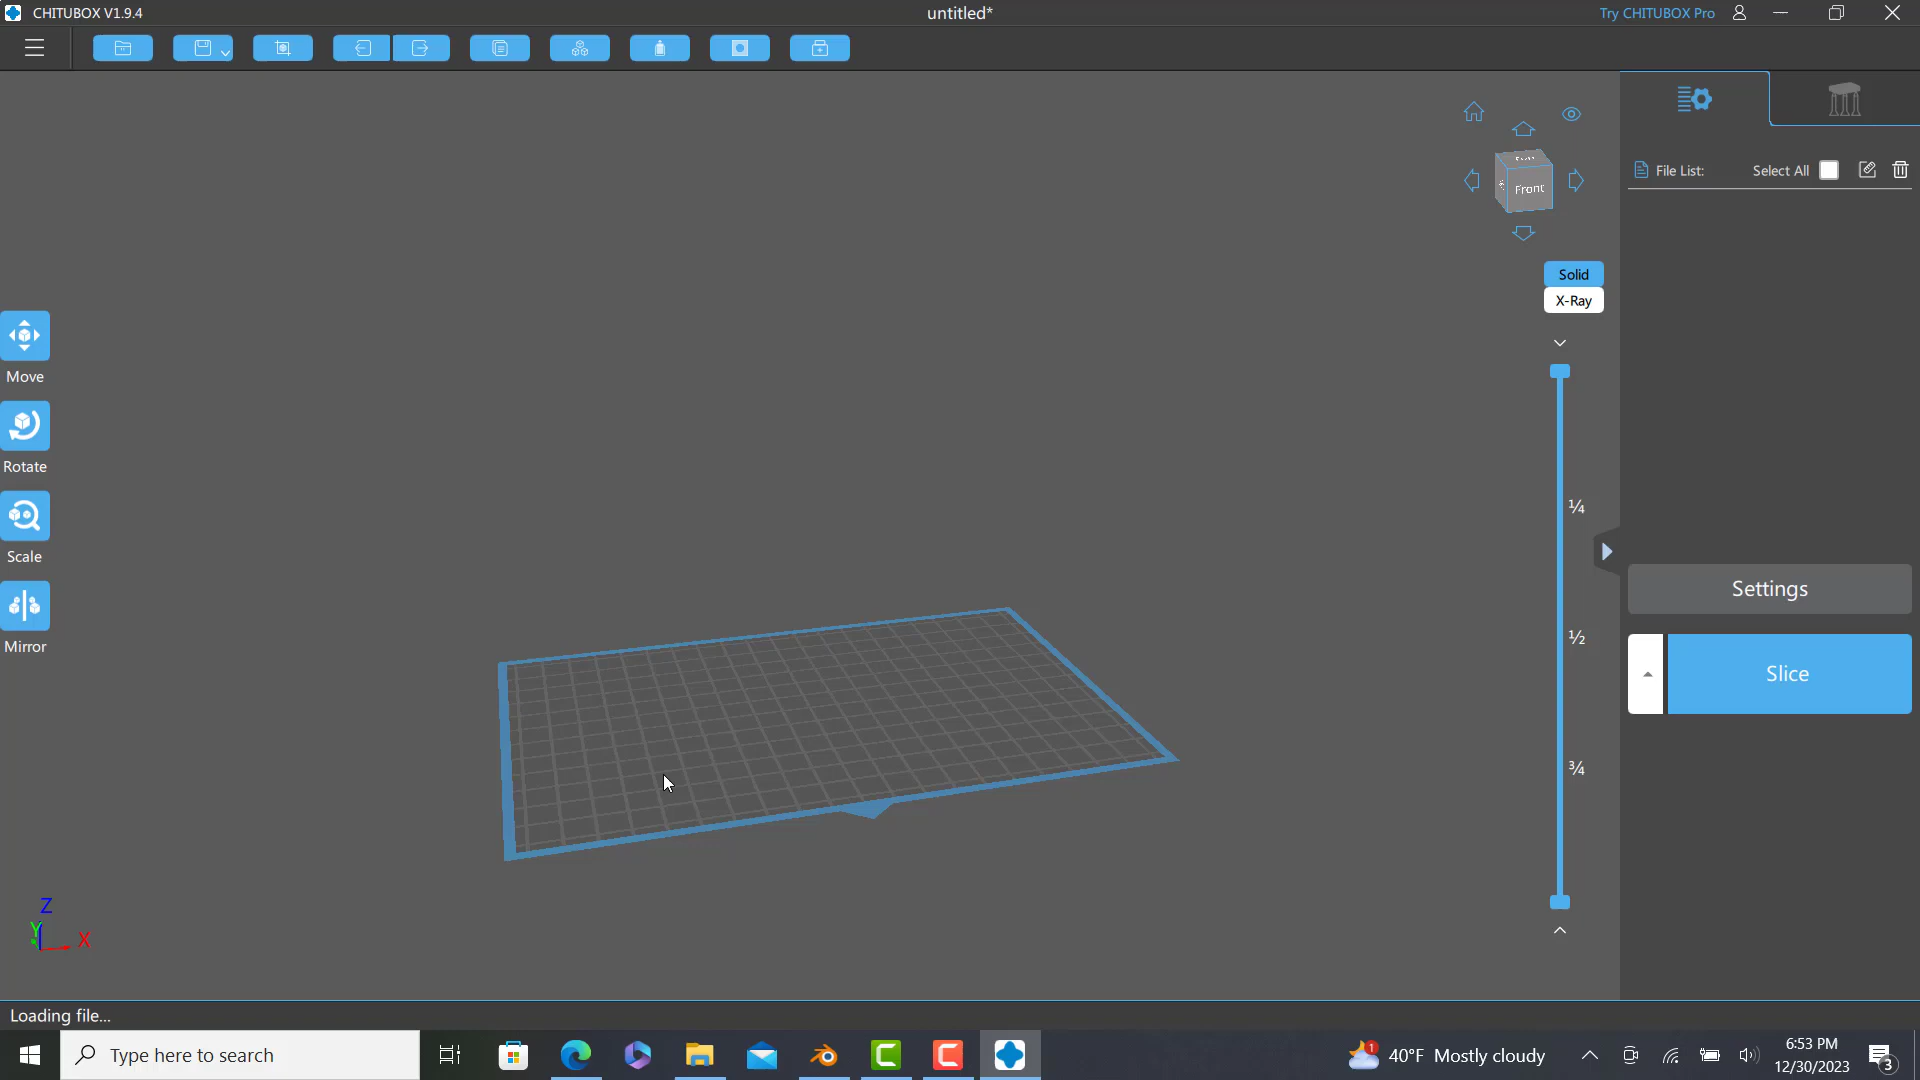 CHITUBOX V1.9.4
untitled*
Try CHITUBOX Pro
File List:
Select All
Front
Solid
X-Ray
Move
Rotate
Scale
Mirror
¼
½
¾
Settings
Slice
Z
Y
X
Loading file...
Type here to search
1
40°F Mostly cloudy
6:53 PM
12/30/2023
3